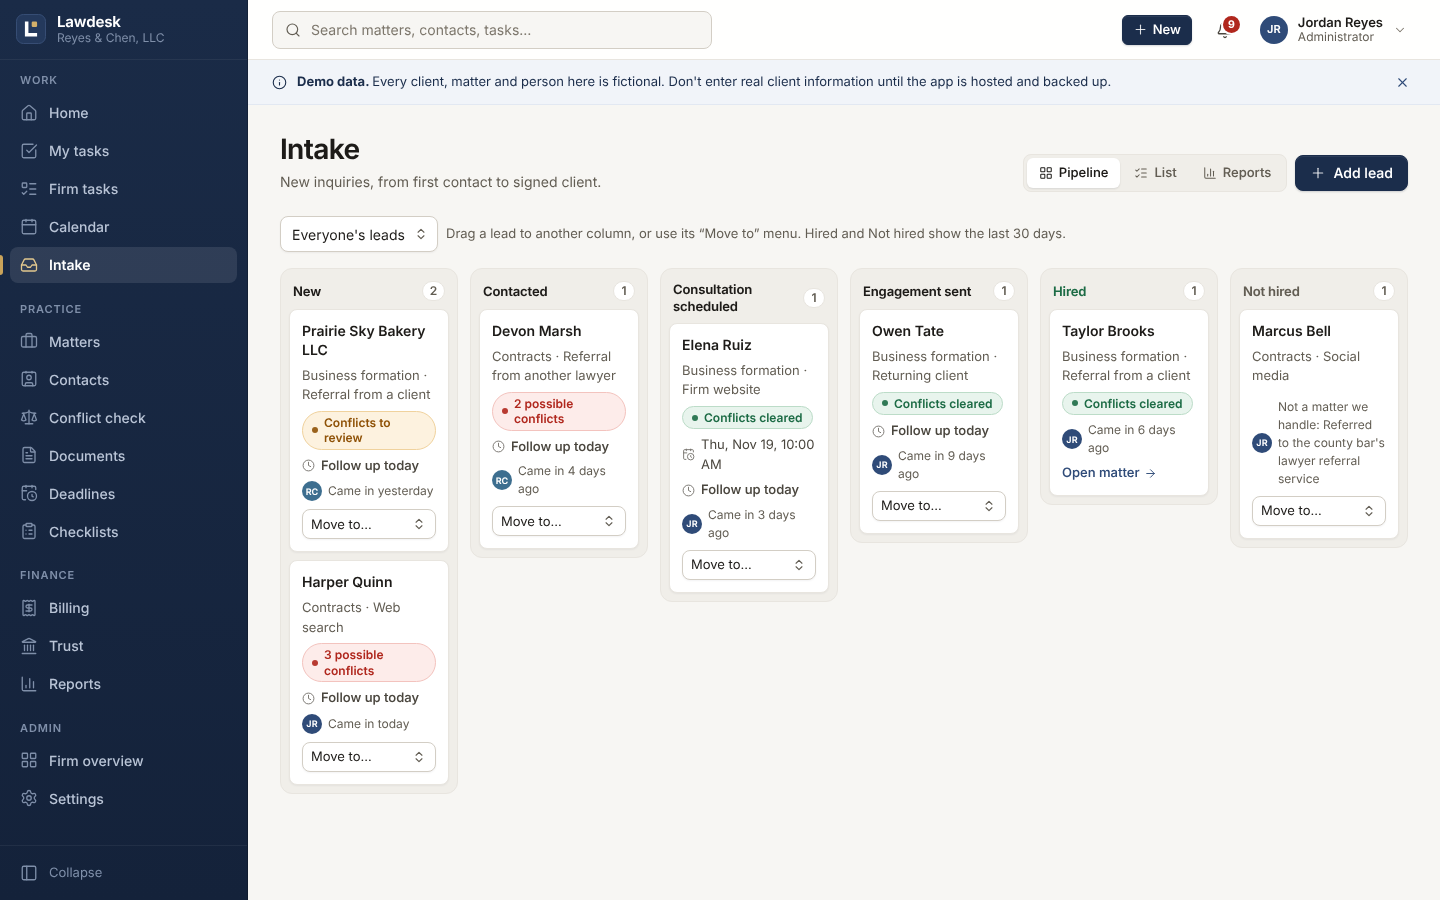 Lawdesk
Reyes & Chen, LLC
WORK
Home
My tasks
Firm tasks
Calendar
Intake
PRACTICE
Matters
Contacts
Conflict check
Documents
Deadlines
Checklists
FINANCE
Billing
Trust
Reports
ADMIN
Firm overview
Settings
Collapse
Search matters, contacts, tasks...
New
9
JR
Jordan Reyes
Administrator
Demo data. Every client, matter and person here is fictional. Don't enter real client information until the app is hosted and backed up.
Intake
New inquiries, from first contact to signed client.
Pipeline
List
Reports
Add lead
Everyone's leads
Drag a lead to another column, or use its “Move to” menu. Hired and Not hired show the last 30 days.
New
2
Prairie Sky Bakery
LLC
Business formation ·
Referral from a client
Conflicts to
review
Follow up today
RC
Came in yesterday
Move to...
Harper Quinn
Contracts · Web
search
3 possible
conflicts
Follow up today
JR
Came in today
Move to...
Contacted
1
Devon Marsh
Contracts · Referral
from another lawyer
2 possible
conflicts
Follow up today
RC
Came in 4 days
ago
Move to...
Consultation
scheduled
1
Elena Ruiz
Business formation ·
Firm website
Conflicts cleared
Thu, Nov 19, 10:00
AM
Follow up today
JR
Came in 3 days
ago
Move to...
Engagement sent
1
Owen Tate
Business formation ·
Returning client
Conflicts cleared
Follow up today
JR
Came in 9 days
ago
Move to...
Hired
1
Taylor Brooks
Business formation ·
Referral from a client
Conflicts cleared
JR
Came in 6 days
ago
Open matter →
Not hired
1
Marcus Bell
Contracts · Social
media
JR
Not a matter we
handle: Referred
to the county bar's
lawyer referral
service
Move to...